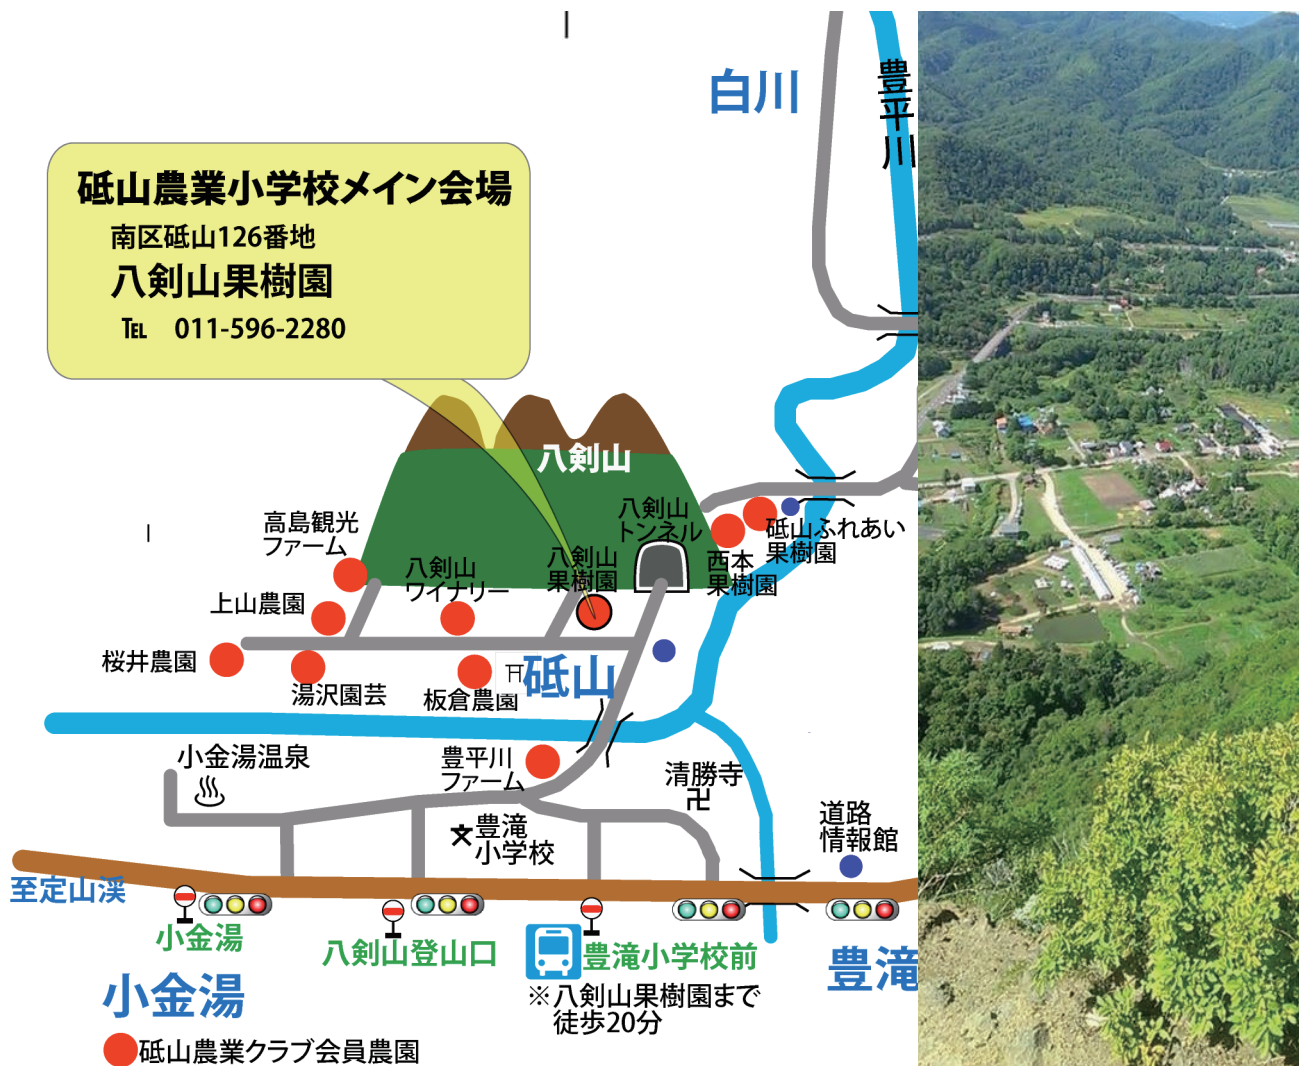 白川
豊平川
砥山農業小学校メイン会場
南区砥山126番地
八剣山果樹園
TEL 011-596-2280
八剣山
高島観光
ファーム
八剣山
トンネル
八剣山
ワイナリー
八剣山
果樹園
西本
果樹園
砥山ふれあい
果樹園
上山農園
桜井農園
湯沢園芸
板倉農園
砥山
小金湯温泉
豊平川
ファーム
清勝寺
卍
豊滝
小学校
道路
情報館
至定山渓
小金湯
八剣山登山口
豊滝小学校前
※八剣山果樹園まで
徒歩20分
小金湯
豊滝
砥山農業クラブ会員農園